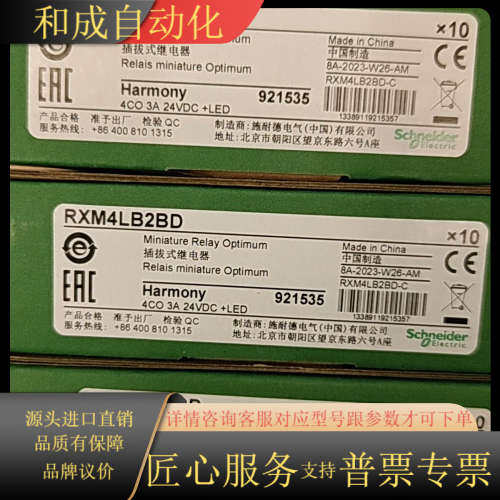 和成自动化
×10
Miniature Relay Optimum
插拔式继电器
Relais miniature Optimum
Made in China
中国制造
8A-2023-W26-AM
RXM4LB2BD-C
EAC
Harmony
921535
4CO 3A 24VDC +LED
13389119215357
产品合格 准予出厂 检验 QC
服务热线: +86 400 810 1315
制造商: 施耐德电气(中国)有限公司
地址: 北京市朝阳区望京东路六号A座
Schneider
Electric
RXM4LB2BD
×10
Miniature Relay Optimum
插拔式继电器
Relais miniature Optimum
Made in China
中国制造
8A-2023-W26-AM
RXM4LB2BD-C
EAC
Harmony
921535
4CO 3A 24VDC +LED
13389119215357
产品合格 准予出厂 检验 QC
服务热线: +86 400 810 1315
制造商: 施耐德电气(中国)有限公司
地址: 北京市朝阳区望京东路六号A座
Schneider
Electric
源头进口直销
品质有保障
品牌议价
详情咨询客服对应型号跟参数才可下单
匠心服务 支持 普票专票